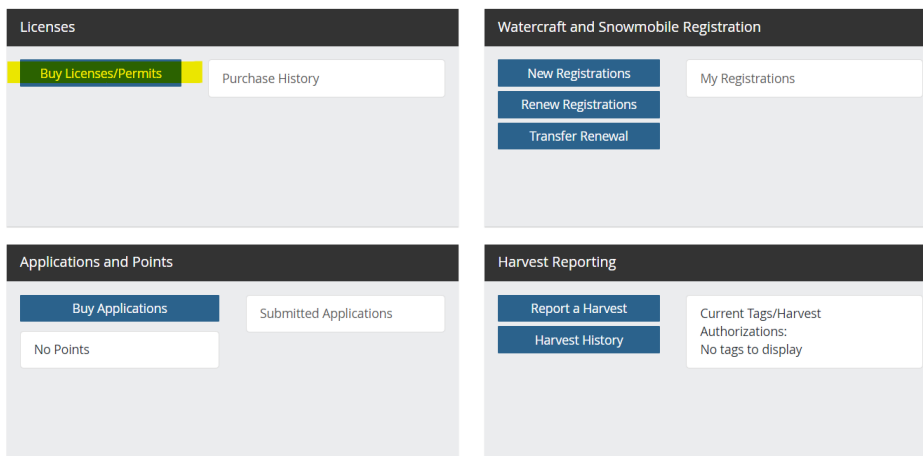 Licenses
Buy Licenses/Permits
Purchase History
Watercraft and Snowmobile Registration
New Registrations
Renew Registrations
Transfer Renewal
My Registrations
Applications and Points
Buy Applications
No Points
Submitted Applications
Harvest Reporting
Report a Harvest
Harvest History
Current Tags/Harvest
Authorizations:
No tags to display